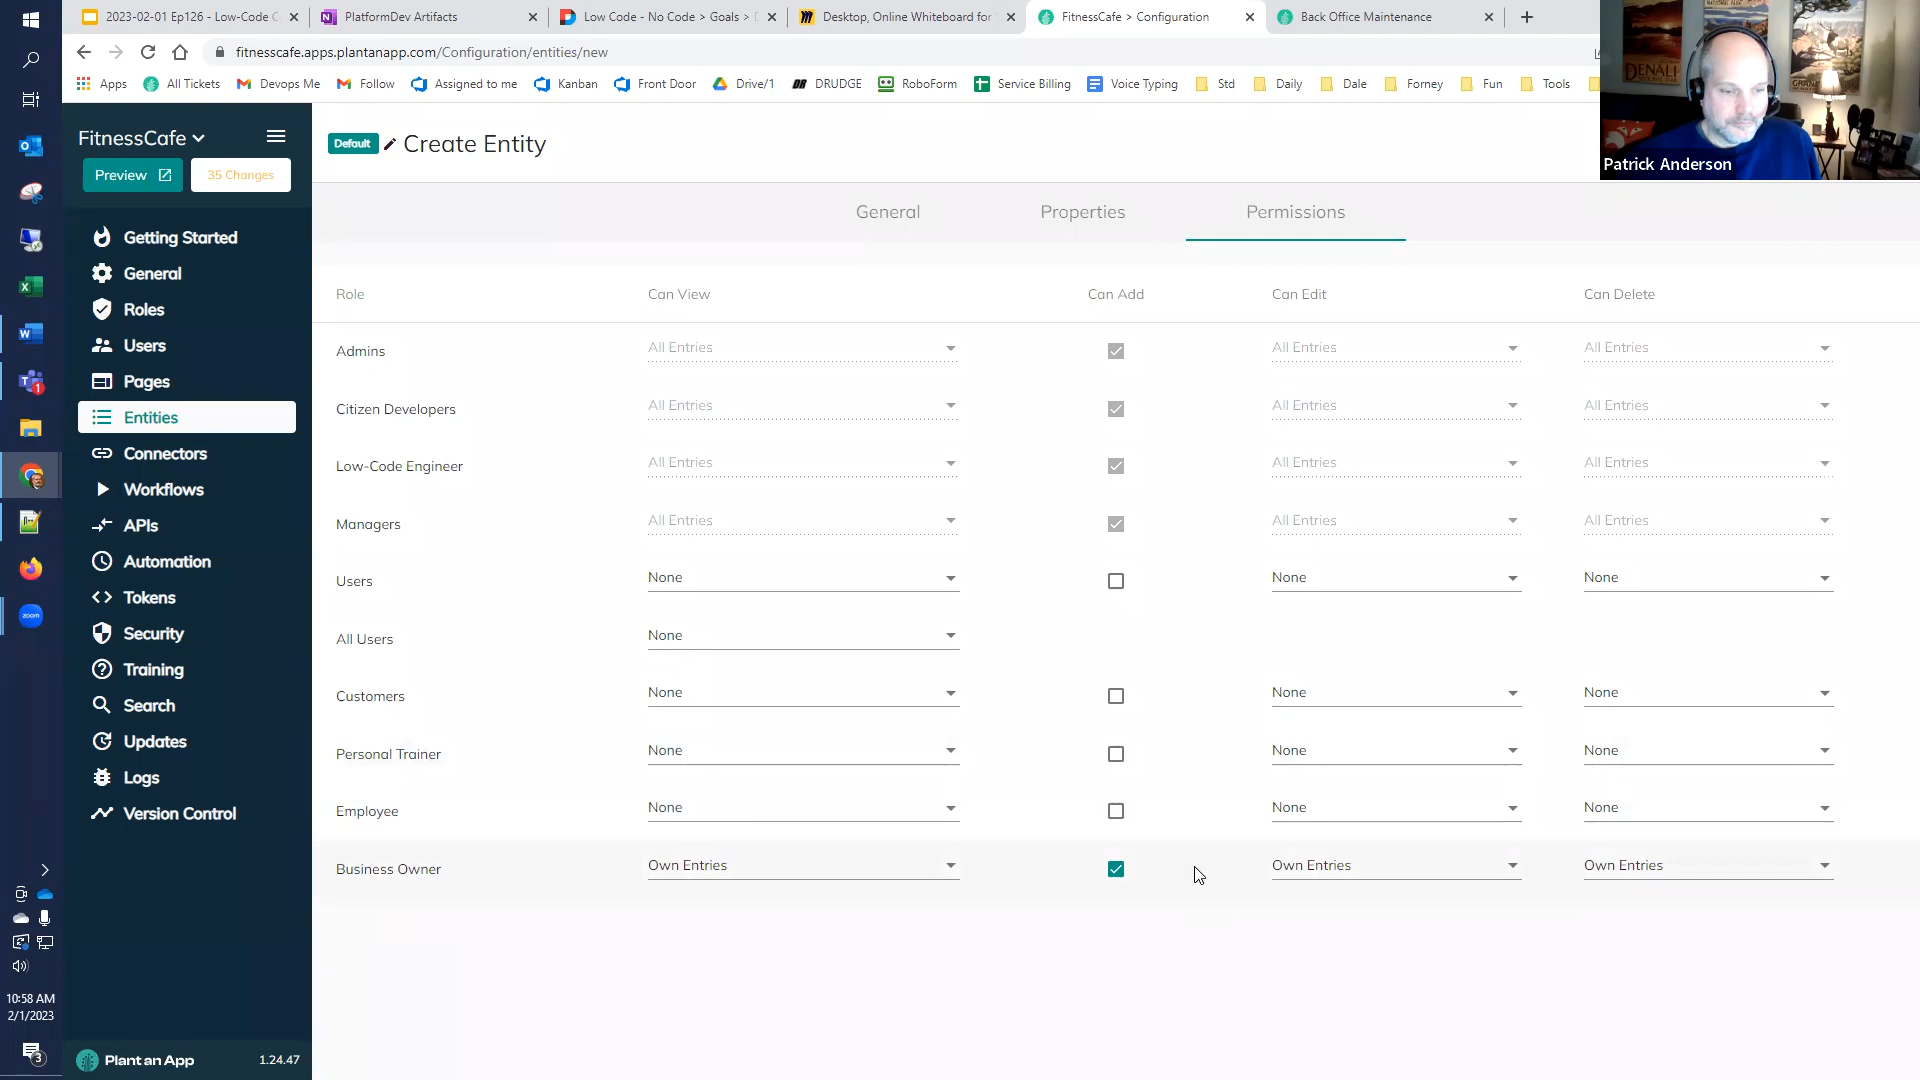 2023-02-01 Ep126 - Low-Code C
PlatformDev Artifacts
Low Code - No Code > Goals >
Desktop, Online Whiteboard for
FitnessCafe > Configuration
Back Office Maintenance
fitnesscafe.apps.plantanapp.com/Configuration/entities/new
Apps
All Tickets
Devops Me
Follow
Assigned to me
Kanban
Front Door
Drive/1
DRUDGE
RoboForm
Service Billing
Voice Typing
Std
Daily
Dale
Forney
Fun
Tools
DENALI
Patrick Anderson
FitnessCafe
Preview
35 Changes
Default
Create Entity
General
Properties
Permissions
Getting Started
General
Roles
Users
Pages
Entities
Connectors
Workflows
APIs
Automation
Tokens
Security
Training
Search
Updates
Logs
Version Control
Plant an App
1.24.47
Role
Can View
Can Add
Can Edit
Can Delete
Admins
All Entries
All Entries
All Entries
Citizen Developers
All Entries
All Entries
All Entries
Low-Code Engineer
All Entries
All Entries
All Entries
Managers
All Entries
All Entries
All Entries
Users
None
None
None
All Users
None
Customers
None
None
None
Personal Trainer
None
None
None
Employee
None
None
None
Business Owner
Own Entries
Own Entries
Own Entries
zoom
10:58 AM
2/1/2023
3